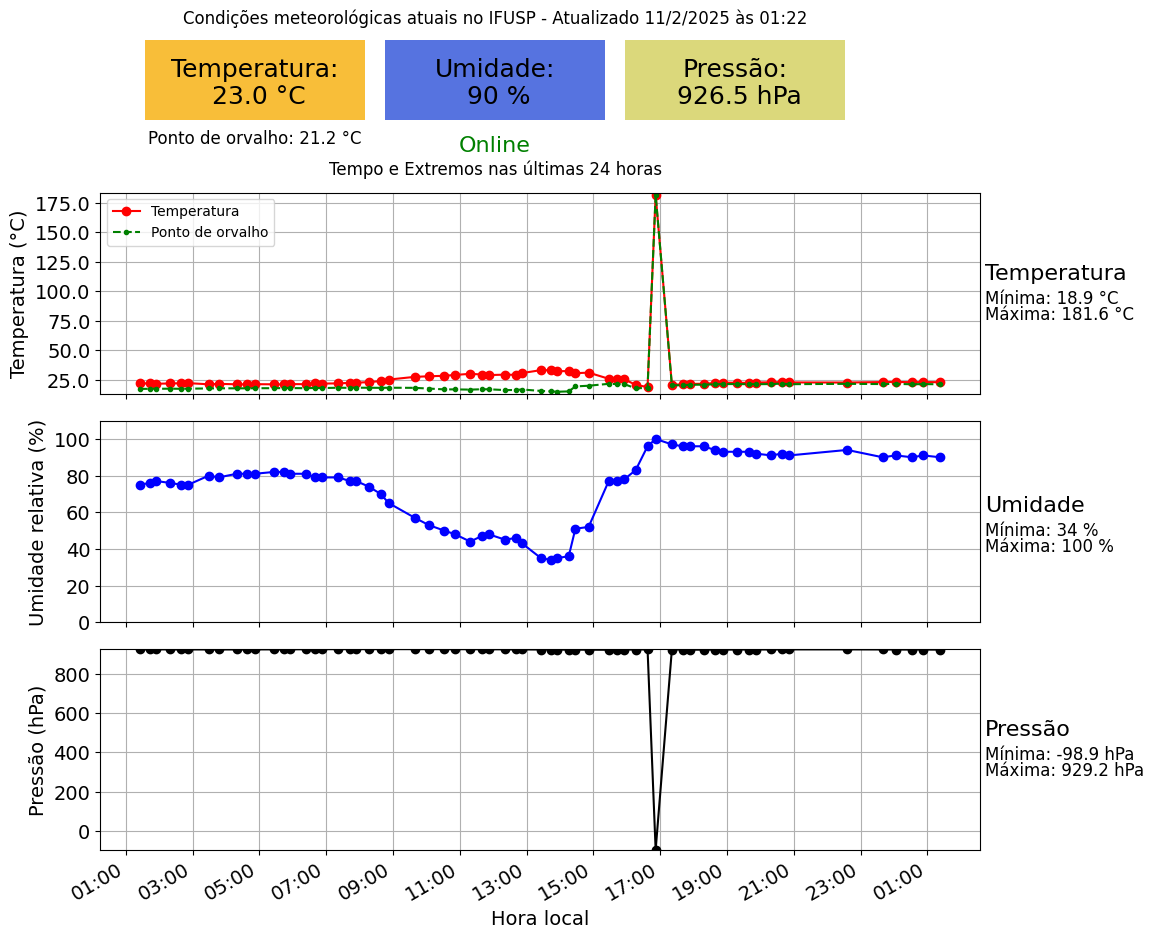 Condições meteorológicas atuais no IFUSP - Atualizado 11/2/2025 às 01:22
Temperatura:
23.0 °C
Umidade:
90 %
Pressão:
926.5 hPa
Ponto de orvalho: 21.2 °C
Online
Tempo e Extremos nas últimas 24 horas
Temperatura (°C)
175.0
150.0
125.0
100.0
75.0
50.0
25.0
Temperatura
Ponto de orvalho
Temperatura
Mínima: 18.9 °C
Máxima: 181.6 °C
Umidade relativa (%)
100
80
60
40
20
0
Umidade
Mínima: 34 %
Máxima: 100 %
Pressão (hPa)
800
600
400
200
0
Pressão
Mínima: -98.9 hPa
Máxima: 929.2 hPa
01:00 03:00 05:00 07:00 09:00 11:00 13:00 15:00 17:00 19:00 21:00 23:00 01:00
Hora local